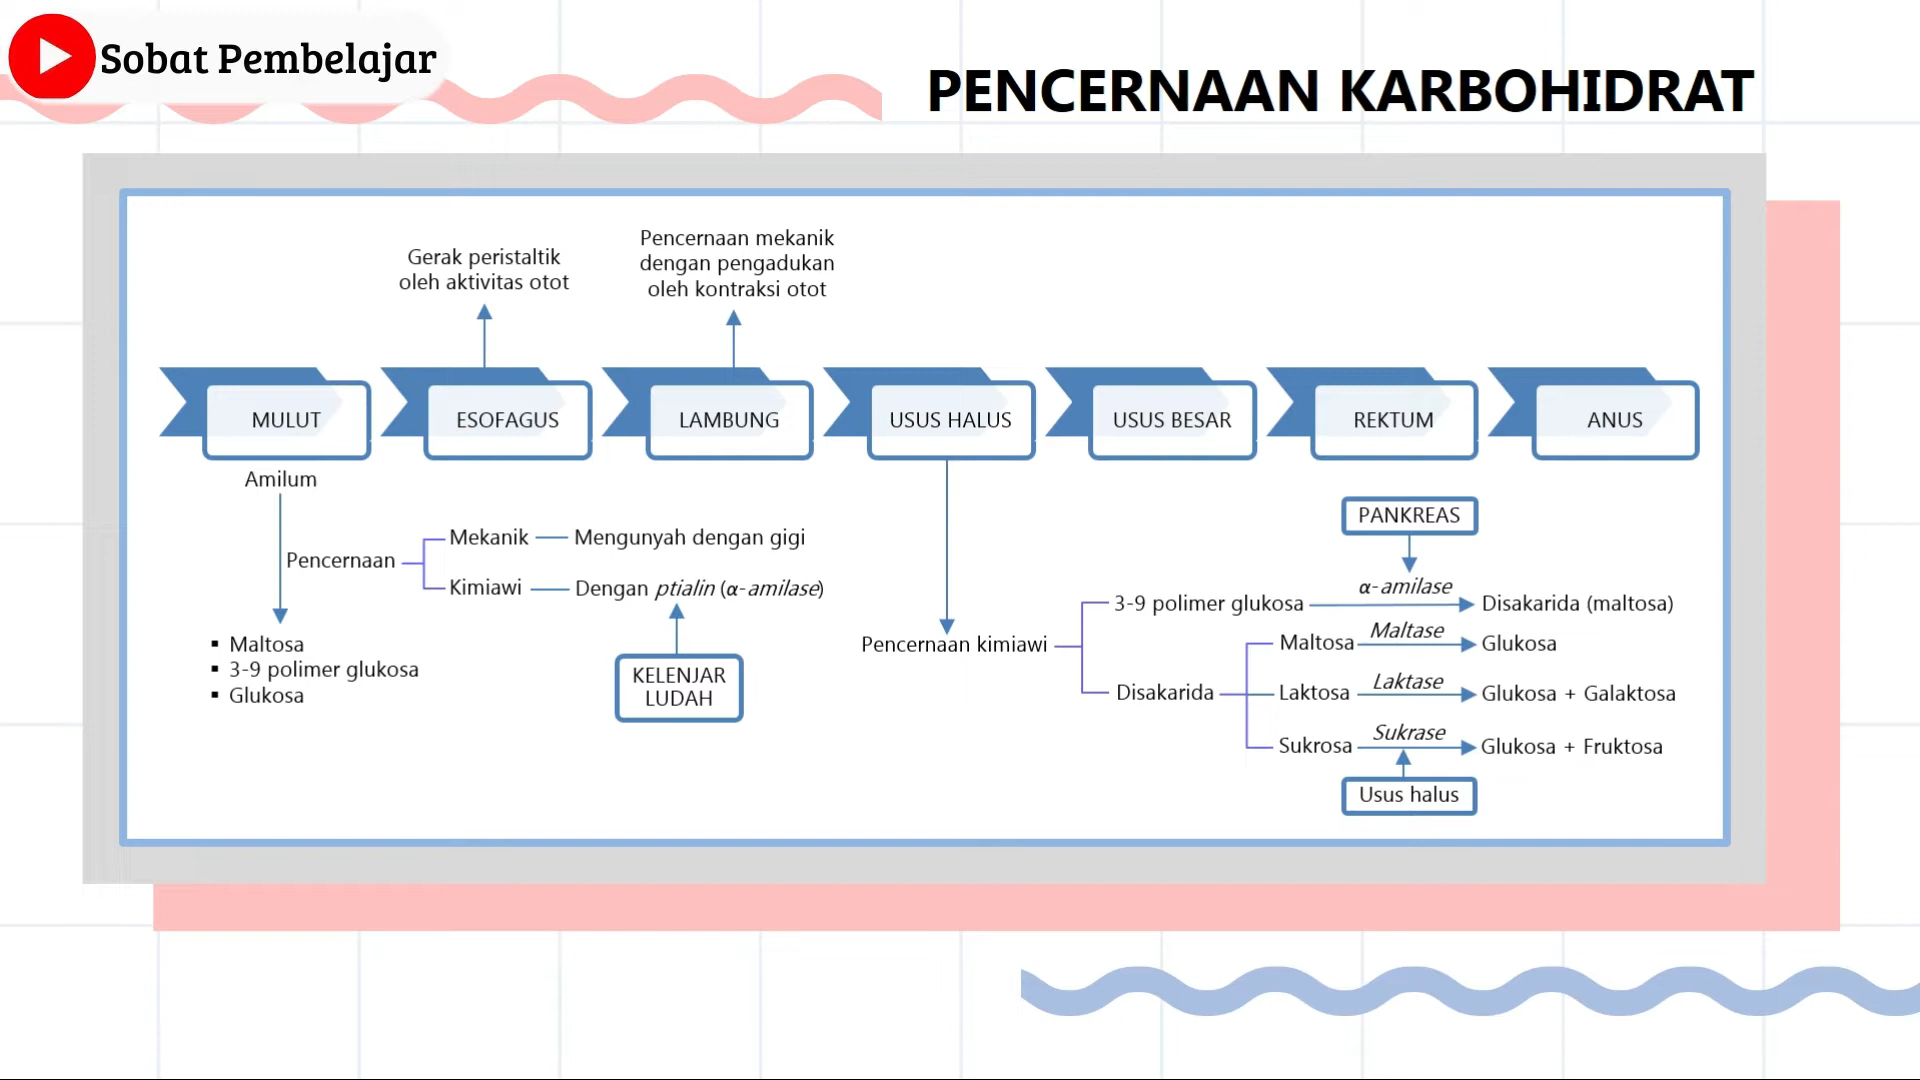 Sobat Pembelajar
PENCERNAAN KARBOHIDRAT
Gerak peristaltik
oleh aktivitas otot
Pencernaan mekanik
dengan pengadukan
oleh kontraksi otot
MULUT
ESOFAGUS
LAMBUNG
USUS HALUS
USUS BESAR
REKTUM
ANUS
Amilum
Pencernaan
Mekanik
Mengunyah dengan gigi
Kimiawi
Dengan ptialin (α-amilase)
KELENJAR
LUDAH
▪ Maltosa
▪ 3-9 polimer glukosa
▪ Glukosa
Pencernaan kimiawi
PANKREAS
α-amilase
3-9 polimer glukosa
Disakarida (maltosa)
Disakarida
Maltosa
Maltase
Glukosa
Laktosa
Laktase
Glukosa + Galaktosa
Sukrosa
Sukrase
Glukosa + Fruktosa
Usus halus